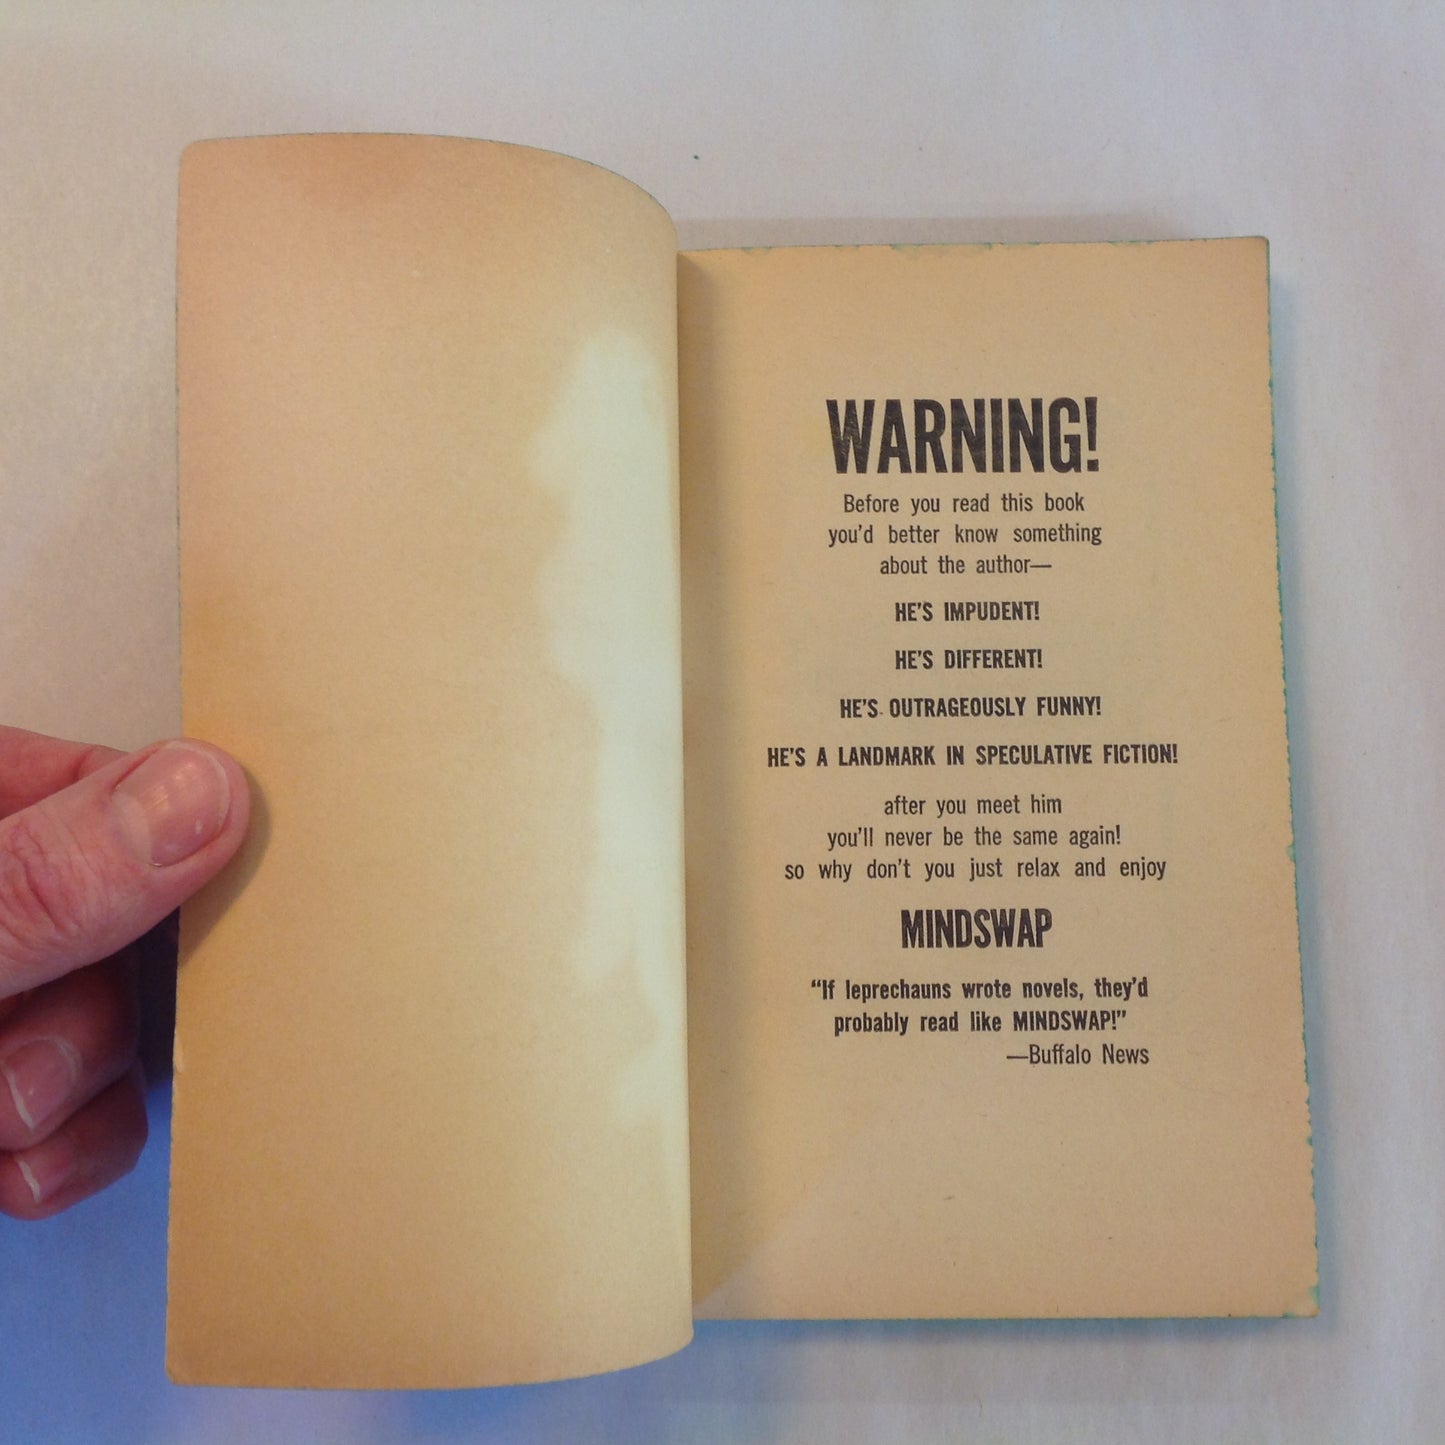 WARNING!
Before you read this book
you'd better know something
about the author—
HE'S IMPUDENT!
HE'S DIFFERENT!
HE'S OUTRAGEOUSLY FUNNY!
HE'S A LANDMARK IN SPECULATIVE FICTION!
after you meet him
you'll never be the same again!
so why don't you just relax and enjoy
MINDSWAP
“If leprechauns wrote novels, they'd
probably read like MINDSWAP!”
—Buffalo News